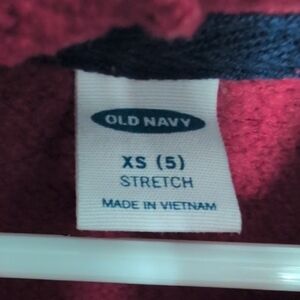 OLD NAVY
XS (5)
STRETCH
MADE IN VIETNAM